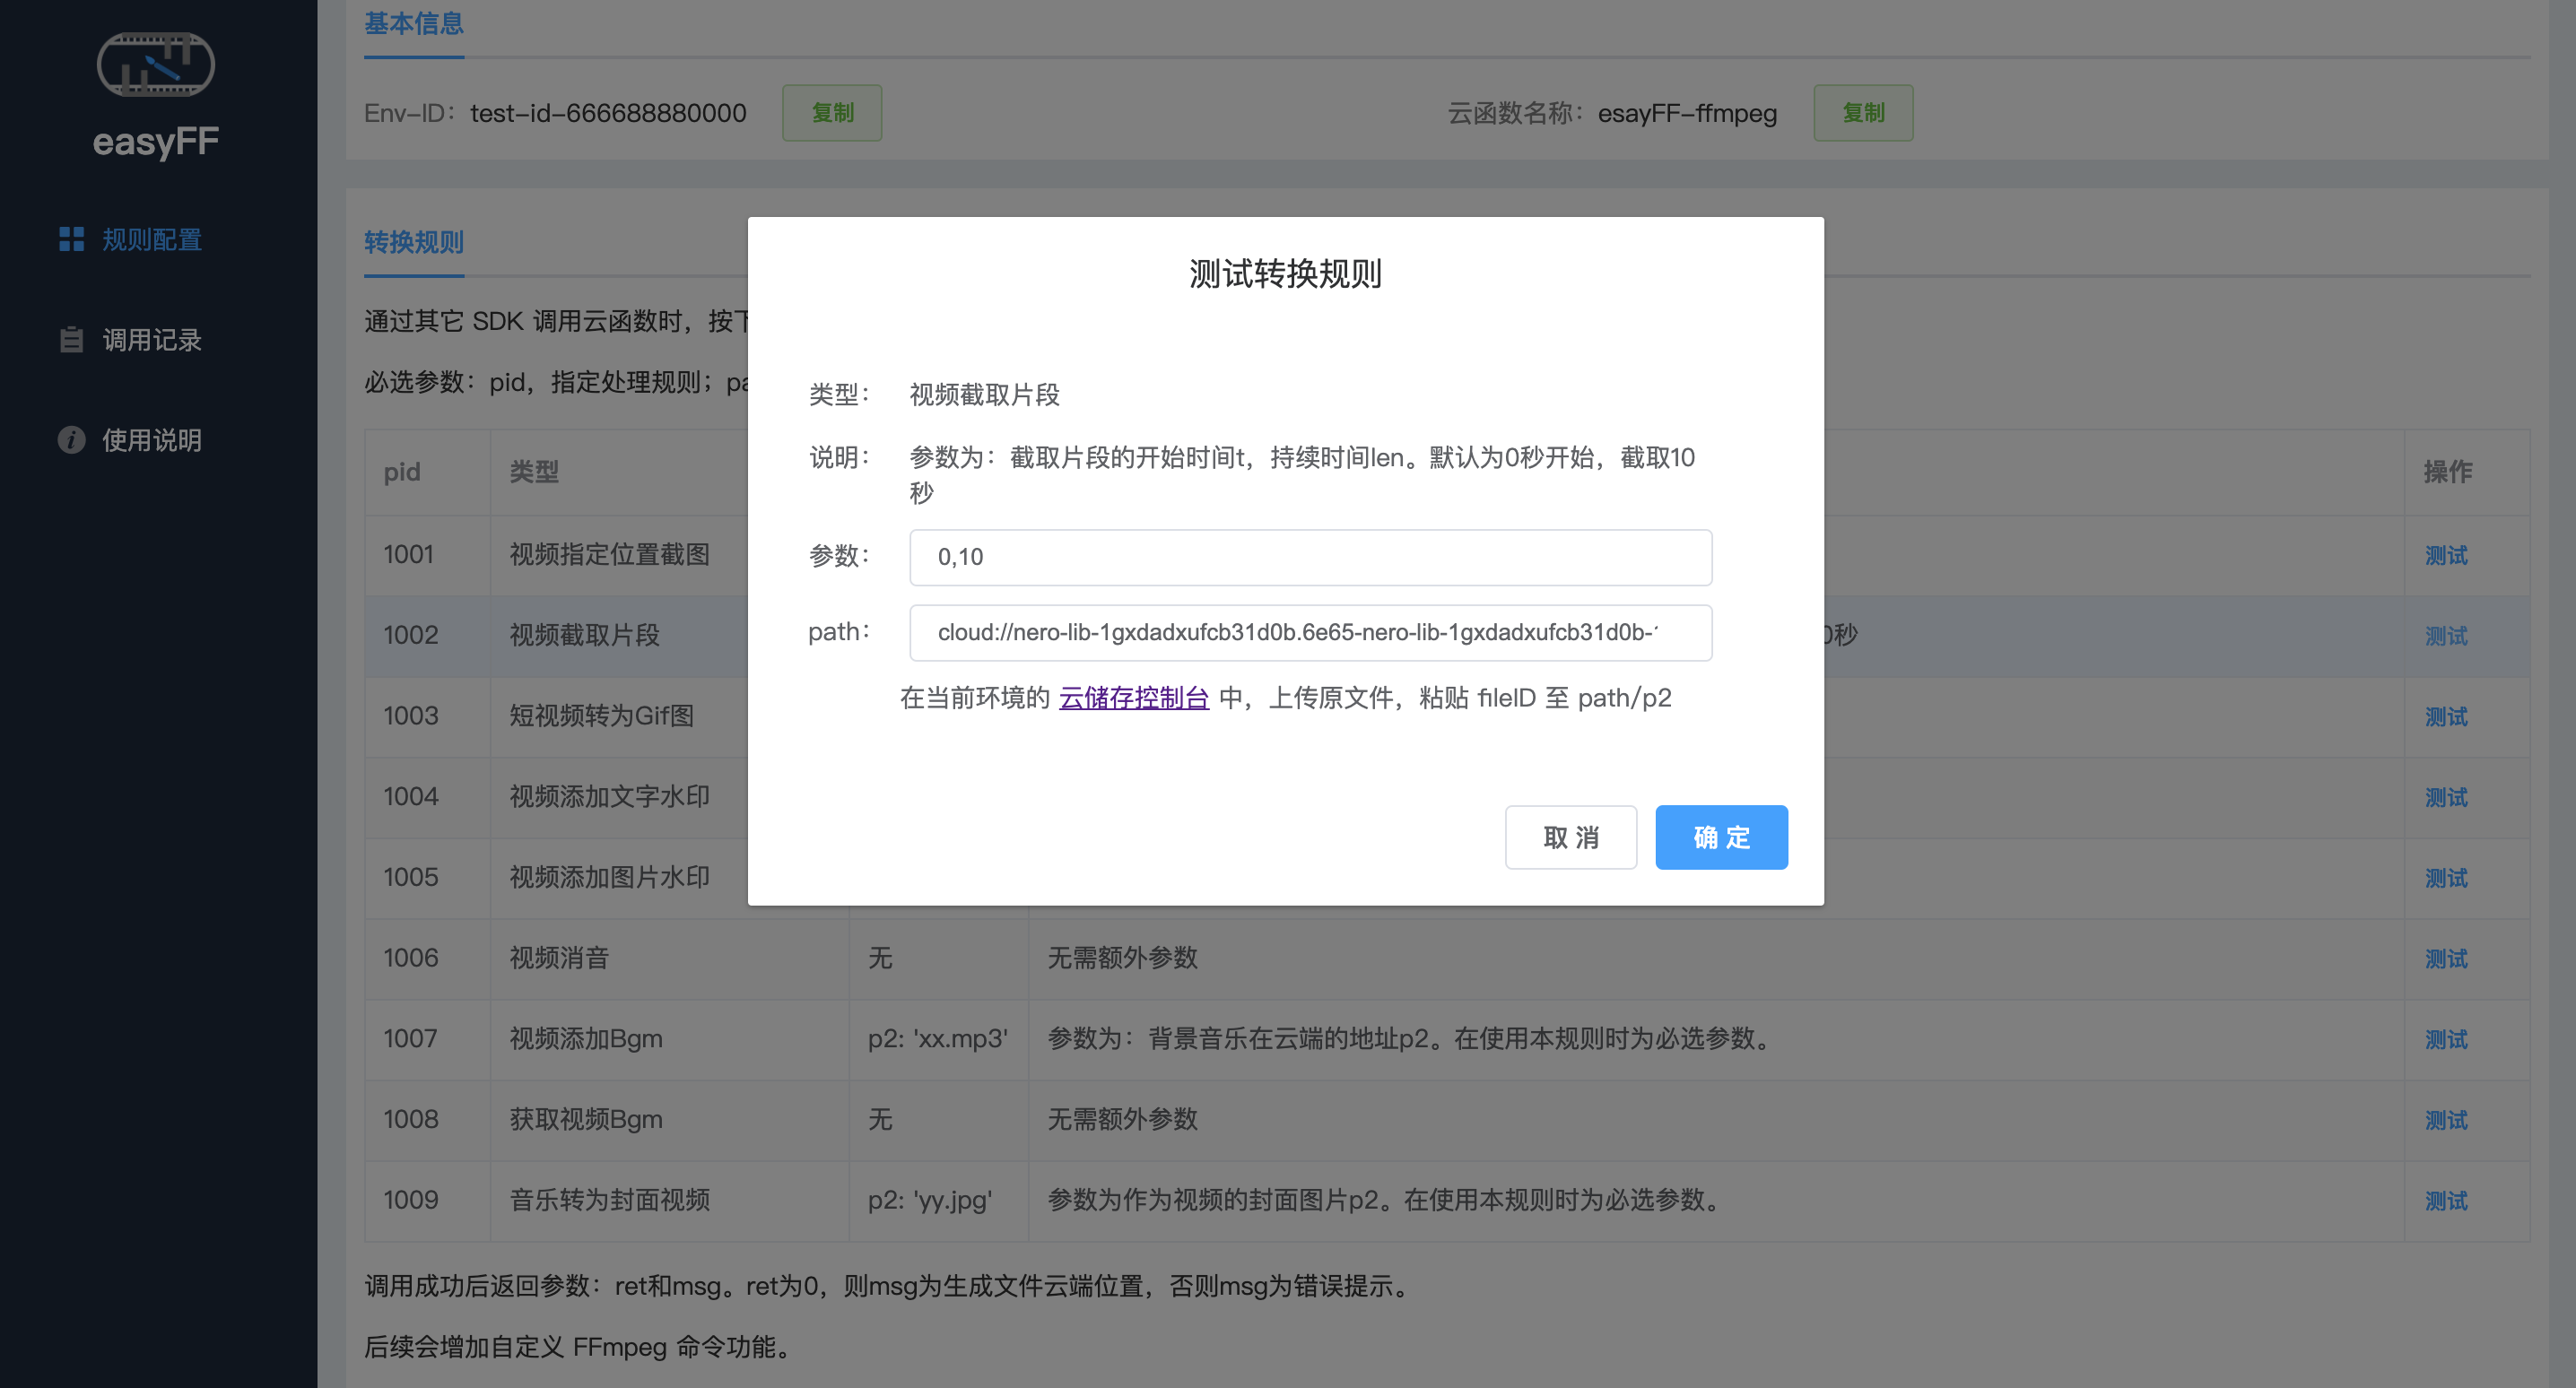 easyFF
规则配置
调用记录
使用说明
基本信息
Env-ID： test-id-666688880000 复制 云函数名称： esayFF-ffmpeg 复制
转换规则
通过其它 SDK 调用云函数时，按下
必选参数：pid，指定处理规则；pa
pid 类型 操作
1001 视频指定位置截图 测试
1002 视频截取片段 0秒 测试
1003 短视频转为Gif图 测试
1004 视频添加文字水印 测试
1005 视频添加图片水印 测试
1006 视频消音 无 无需额外参数 测试
1007 视频添加Bgm p2: 'xx.mp3' 参数为：背景音乐在云端的地址p2。在使用本规则时为必选参数。 测试
1008 获取视频Bgm 无 无需额外参数 测试
1009 音乐转为封面视频 p2: 'yy.jpg' 参数为作为视频的封面图片p2。在使用本规则时为必选参数。 测试
调用成功后返回参数：ret和msg。ret为0，则msg为生成文件云端位置，否则msg为错误提示。
后续会增加自定义 FFmpeg 命令功能。
测试转换规则
类型： 视频截取片段
说明： 参数为：截取片段的开始时间t，持续时间len。默认为0秒开始，截取10
秒
参数： 0,10
path： cloud://nero-lib-1gxdadxufcb31d0b.6e65-nero-lib-1gxdadxufcb31d0b-
在当前环境的 云储存控制台 中，上传原文件，粘贴 fileID 至 path/p2
取 消 确 定